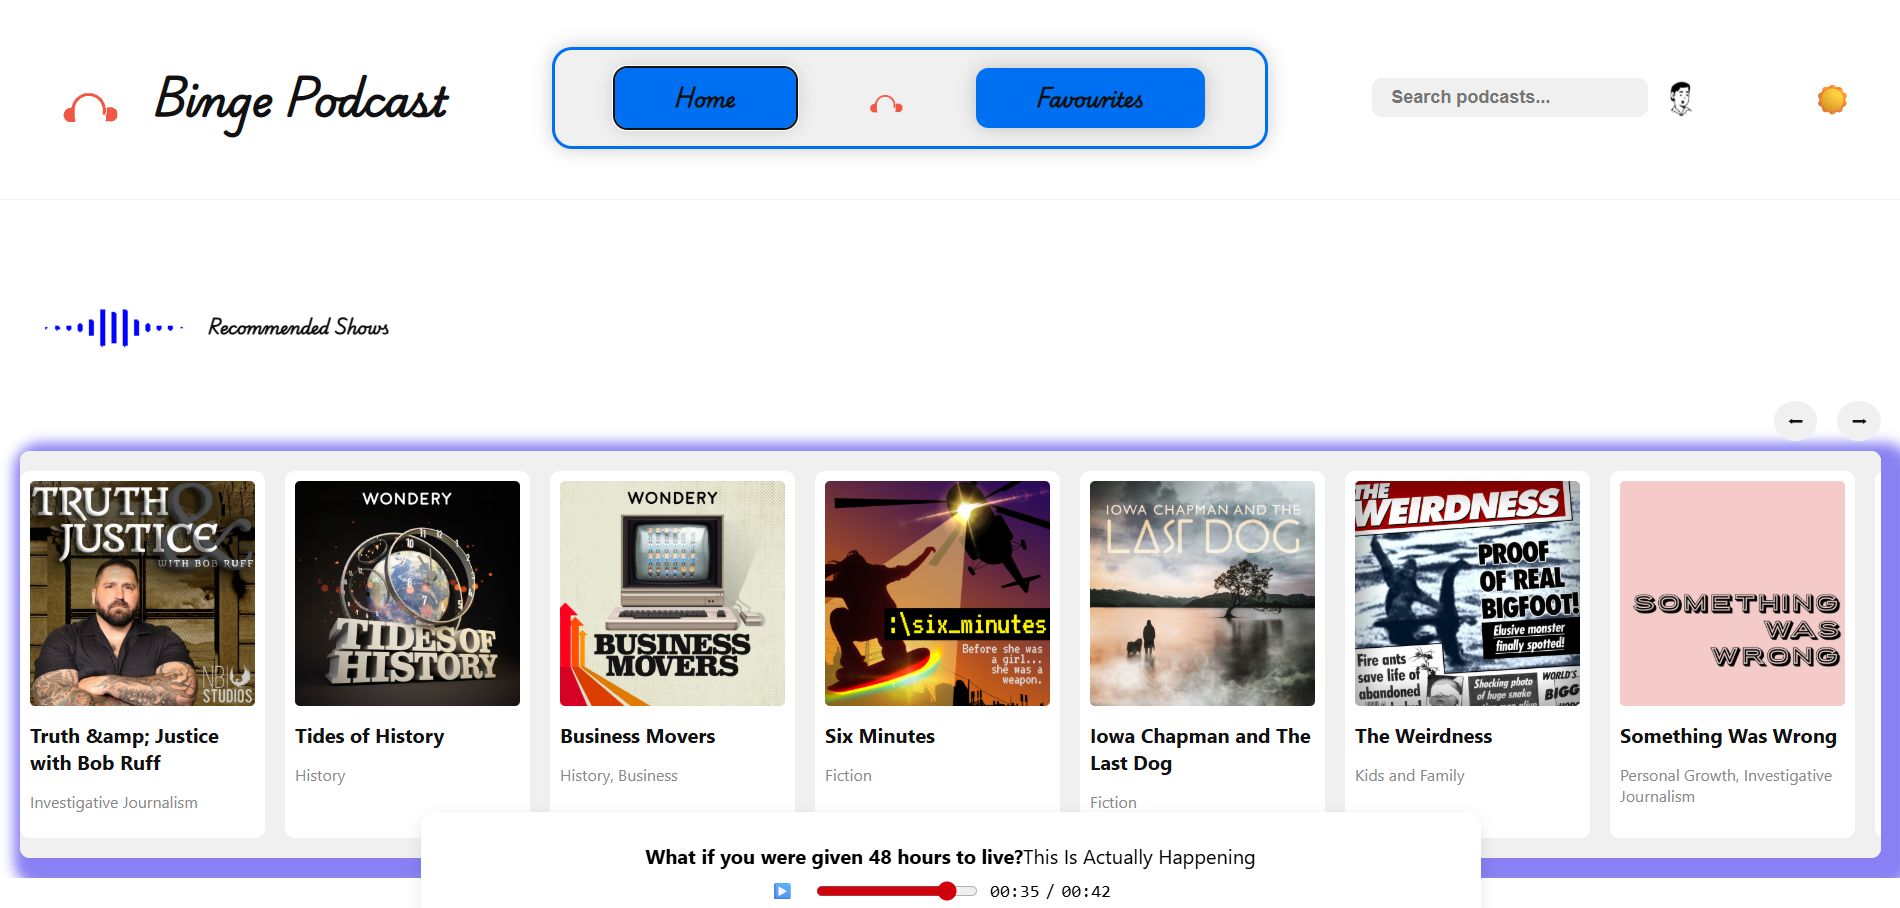 Binge Podcast
Home
Favourites
Search podcasts...
Recommended Shows
TRUTH &
JUSTICE
WITH BOB RUFF
NBI
STUDIOS
Truth &amp; Justice
with Bob Ruff
Investigative Journalism
WONDERY
TIDES OF
HISTORY
Tides of History
History
WONDERY
BUSINESS
MOVERS
Business Movers
History, Business
:\six_minutes
Before she was
a girl...
she was a
weapon.
Six Minutes
Fiction
IOWA CHAPMAN AND THE
LAST DOG
Iowa Chapman and The
Last Dog
Fiction
THE
WEIRDNESS
PROOF
OF REAL
BIGFOOT!
Elusive monster
finally spotted!
Fire ants
save life of
abandoned
Shocking photo
of huge snake
WORLD'S
BIGG
The Weirdness
Kids and Family
SOMETHING
WAS
WRONG
Something Was Wrong
Personal Growth, Investigative
Journalism
What if you were given 48 hours to live?This Is Actually Happening
00:35 / 00:42